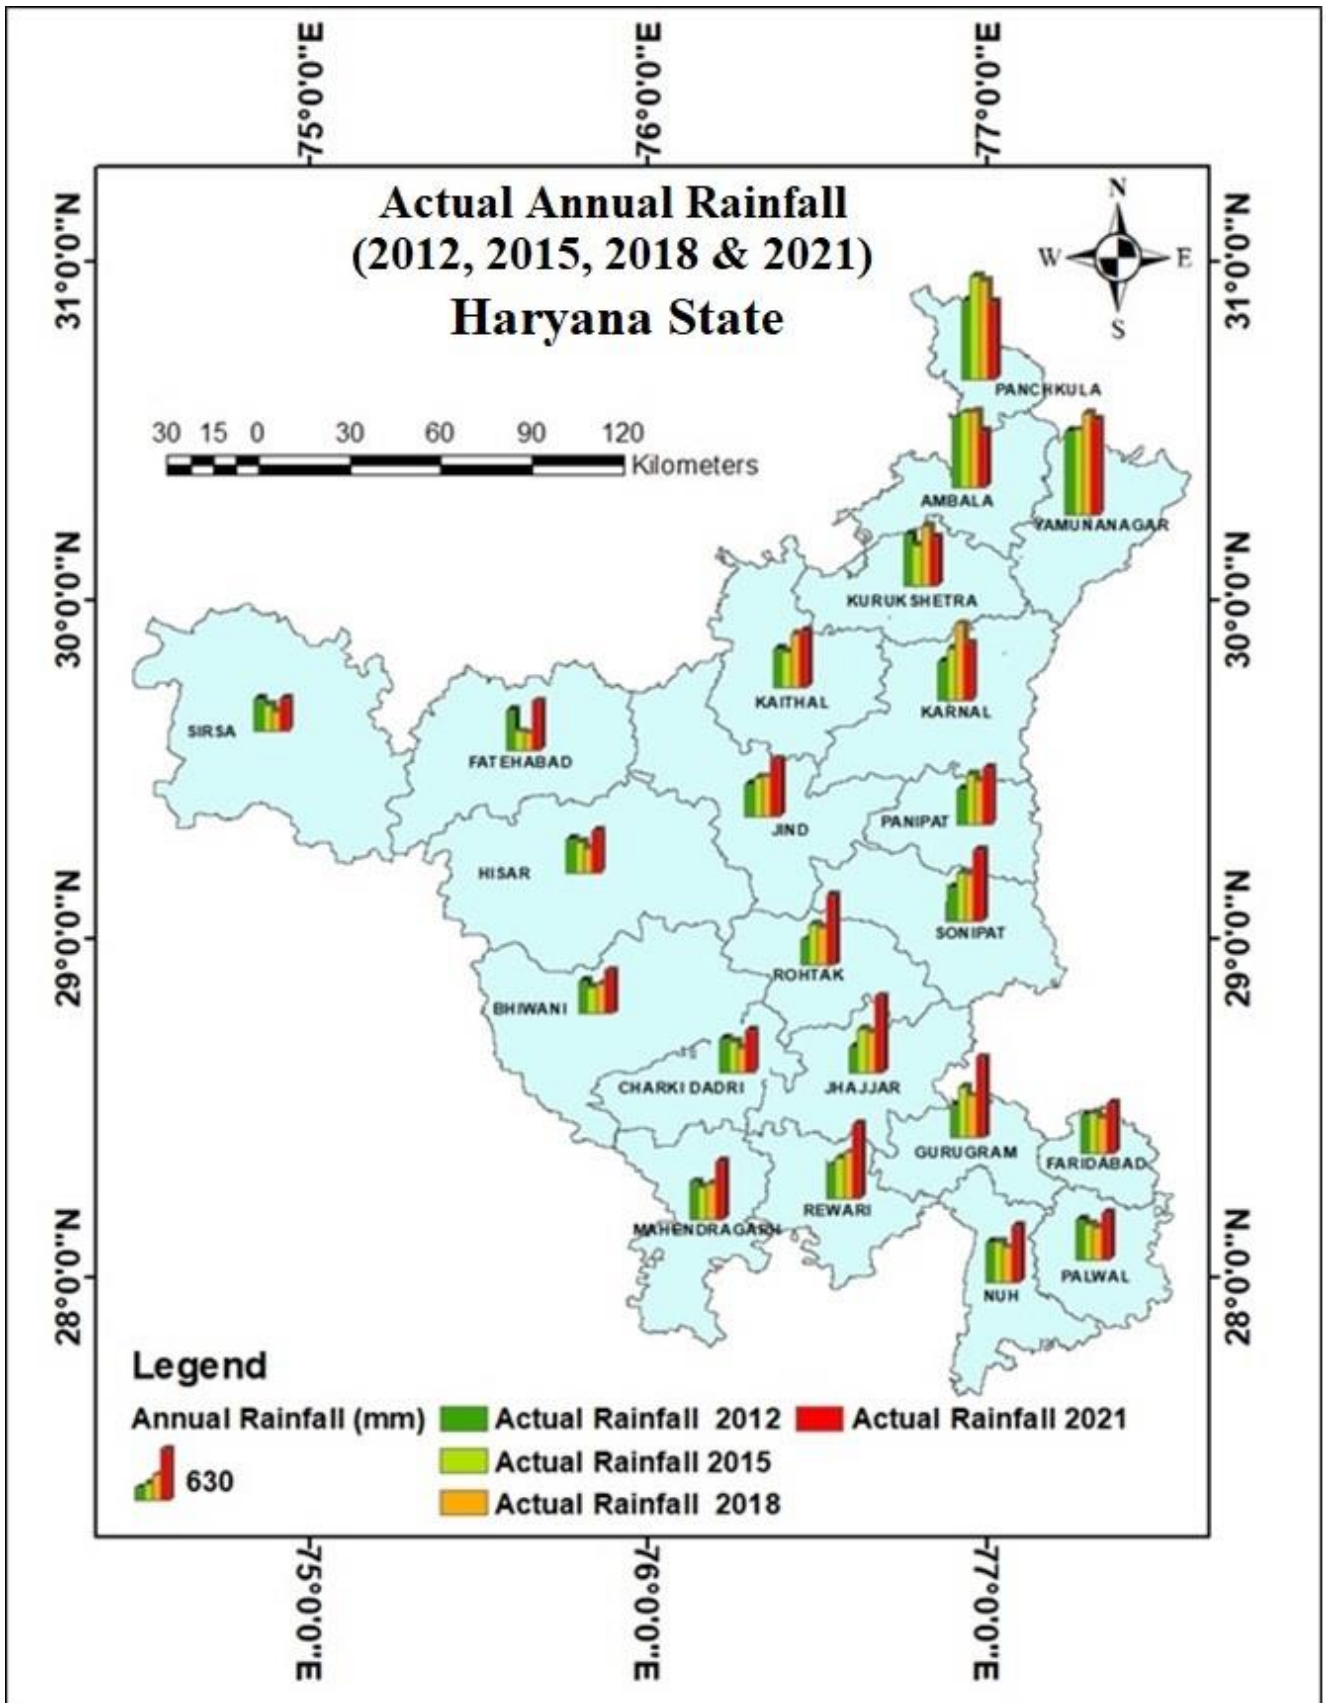 75°0'0"E 76°0'0"E 77°0'0"E
Actual Annual Rainfall
(2012, 2015, 2018 & 2021)
Haryana State
N
W E
S
31°0'0"N 31°0'0"N
30 15 0 30 60 90 120
Kilometers
PANCHKULA
AMBALA
YAMUNANAGAR
30°0'0"N 30°0'0"N
KURUKSHETRA
KAITHAL
KARNAL
SIRSA
FATEHABAD
JIND
PANIPAT
HISAR
29°0'0"N 29°0'0"N
SONIPAT
ROHTAK
BHIWANI
CHARKI DADRI
JHAJJAR
GURUGRAM
FARIDABAD
REWARI
MAHENDRAGARH
28°0'0"N 28°0'0"N
PALWAL
NUH
Legend
Annual Rainfall (mm)
630
Actual Rainfall 2012
Actual Rainfall 2015
Actual Rainfall 2018
Actual Rainfall 2021
75°0'0"E 76°0'0"E 77°0'0"E